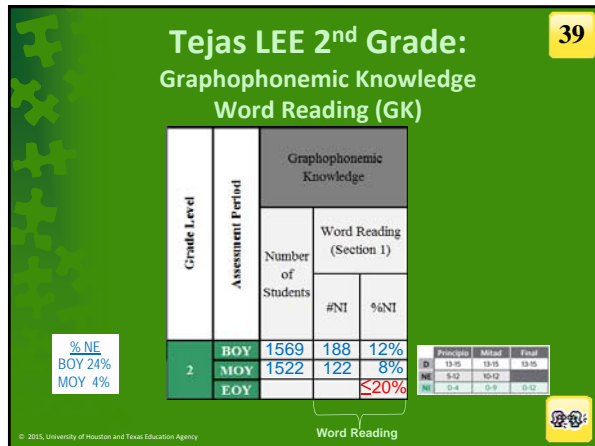 39
Tejas LEE 2nd Grade:
Graphophonemic Knowledge
Word Reading (GK)
Grade Level
Assessment Period
Graphophonemic
Knowledge
Number
of
Students
Word Reading
(Section 1)
#NI
%NI
2
BOY 1569 188 12%
MOY 1522 122 8%
EOY ≤20%
% NE
BOY 24%
MOY 4%
Principio Mitad Final
D 13-15 13-15 13-15
NE 5-12 10-12
NI 0-4 0-9 0-12
Word Reading
© 2015, University of Houston and Texas Education Agency